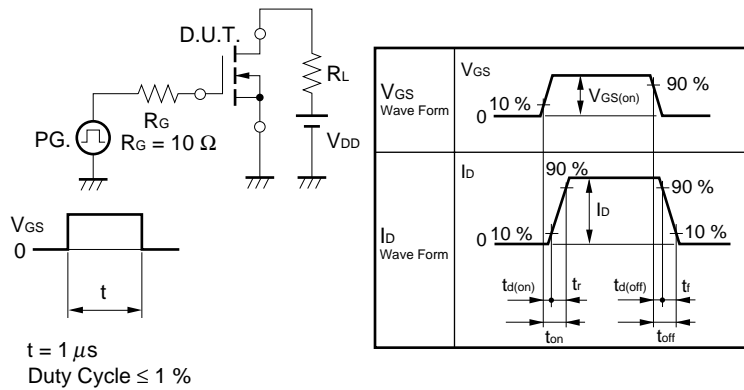 D.U.T.
RL
RG
PG.
RG = 10 Ω
VDD
VGS
0
t
t = 1 μs
Duty Cycle ≤ 1 %
VGS
Wave Form
VGS
10 %
0
VGS(on)
90 %
ID
Wave Form
ID
90 %
90 %
0 10 %
ID
10 %
td(on)
tr
td(off)
tf
ton
toff